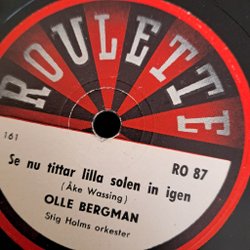 ROULETTE
161
RO 87
Se nu tittar lilla solen in igen
(Åke Wassing)
OLLE BERGMAN
Stig Holms orkester